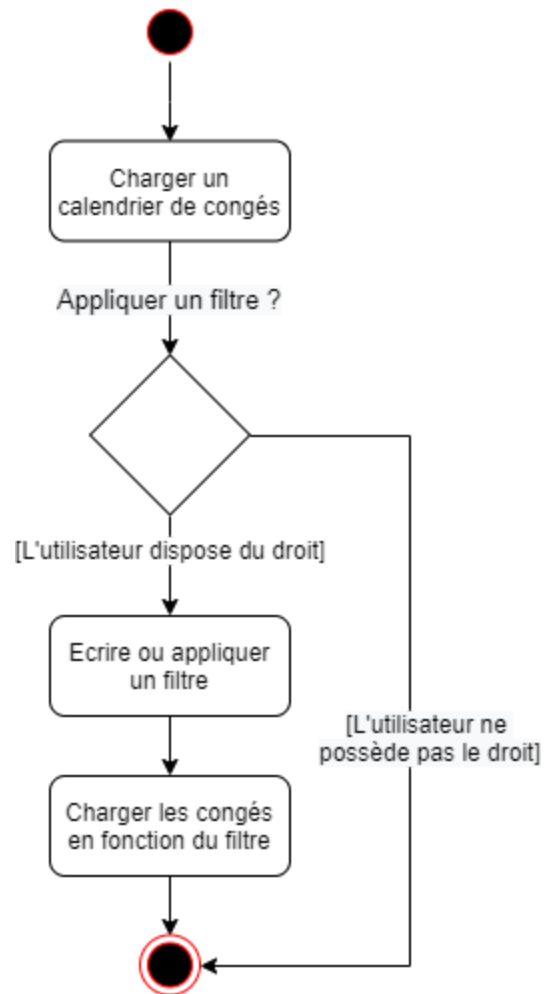 Charger un
calendrier de congés
Appliquer un filtre ?
[L'utilisateur dispose du droit]
Ecrire ou appliquer
un filtre
[L'utilisateur ne
possède pas le droit]
Charger les congés
en fonction du filtre